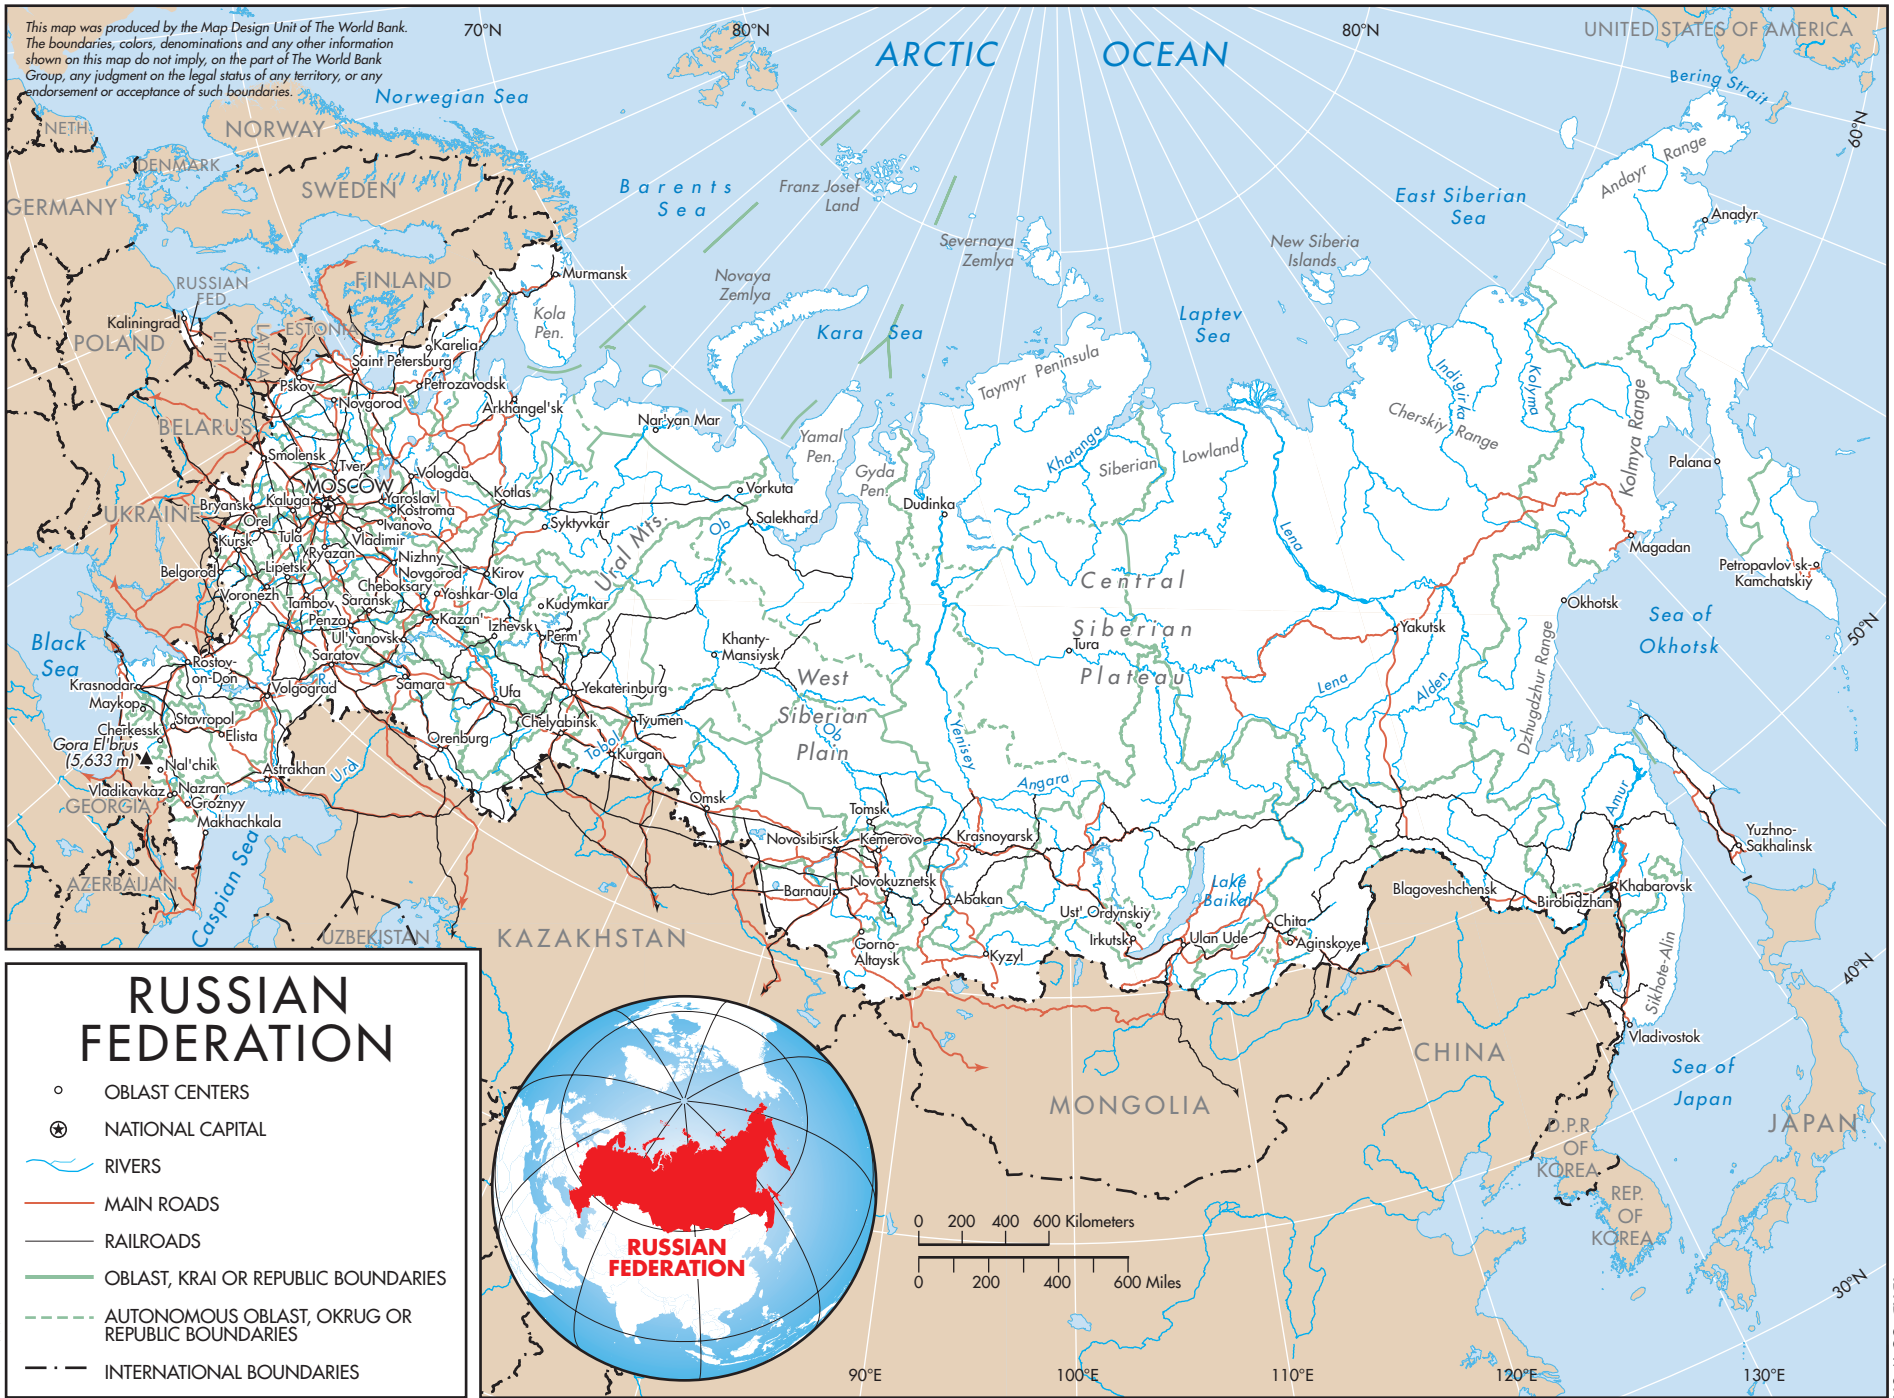 This map was produced by the Map Design Unit of The World Bank.
The boundaries, colors, denominations and any other information
shown on this map do not imply, on the part of The World Bank
Group, any judgment on the legal status of any territory, or any
endorsement or acceptance of such boundaries.
70°N
80°N
80°N
60°N
50°N
40°N
30°N
ARCTIC OCEAN
UNITED STATES OF AMERICA
Bering Strait
Norwegian Sea
NETH.
NORWAY
DENMARK
SWEDEN
GERMANY
Barents
Sea
Franz Josef
Land
East Siberian
Sea
Andayr Range
Anadyr
Severnaya
Zemlya
New Siberia
Islands
RUSSIAN
FED.
FINLAND
Murmansk
Novaya
Zemlya
Kola
Pen.
Kaliningrad
POLAND
LITH.
LATVIA
ESTONIA
Kara Sea
Laptev
Sea
Karelia
Saint Petersburg
Pskov
Petrozavodsk
Novgorod
Arkhangel'sk
Nar'yan Mar
Taymyr Peninsula
Indigirka
Kolyma
Kolmya Range
Cherskiy Range
BELARUS
Yamal
Pen.
Gyda
Pen.
Khatanga
Siberian Lowland
Palana
Smolensk
Tver
Vologda
MOSCOW
Yaroslavl
Kotlas
Vorkuta
Dudinka
Bryansk
Kaluga
Kostroma
Ivanovo
UKRAINE
Orel
Tula
Vladimir
Syktyvkar
Ob
Salekhard
Ural Mts.
Lena
Magadan
Kursk
Ryazan
Nizhny
Novgorod
Kirov
Belgorod
Lipetsk
Cheboksary
Yoshkar-Ola
Petropavlov sk-
Kamchatskiy
Voronezh
Tambov
Saransk
Kudymkar
Penza
Kazan'
Izhevsk
Central
Siberian
Plateau
Okhotsk
Sea of
Okhotsk
Black
Sea
Ul'yanovsk
Perm'
Khanty-
Mansiysk
Tura
Yakutsk
Rostov-
on-Don
Saratov
Samara
Ufa
Yekaterinburg
West
Siberian
Plain
Ob
Yenisey
Lena
Alden
Dzhugdzhur Range
Krasnodar
Maykop
Volgograd
Stavropol
Cherkessk
Elista
Chelyabinsk
Tyumen
Gora El'brus
(5,633 m)
Orenburg
Tobol
Kurgan
Nal'chik
Astrakhan
Vladikavkaz
Nazran'
Groznyy
GEORGIA
Makhachkala
Omsk
Angara
Amur
Tomsk
Novosibirsk
Kemerovo
Krasnoyarsk
Yuzhno-
Sakhalinsk
AZERBAIJAN
Caspian Sea
Barnaul
Novokuznetsk
Abakan
Lake
Baikal
Blagoveshchensk
Birobidzhan
Khabarovsk
UZBEKISTAN
KAZAKHSTAN
Ust' Ordynskiy
Irkutsk
Ulan Ude
Chita
Aginskoye
Gorno-
Altaysk
Kyzyl
Sikhote-Alin
Vladivostok
CHINA
MONGOLIA
Sea of
Japan
D.P.R.
OF
KOREA
REP.
OF
KOREA
JAPAN
RUSSIAN
FEDERATION
OBLAST CENTERS
NATIONAL CAPITAL
RIVERS
MAIN ROADS
RAILROADS
OBLAST, KRAI OR REPUBLIC BOUNDARIES
AUTONOMOUS OBLAST, OKRUG OR
REPUBLIC BOUNDARIES
INTERNATIONAL BOUNDARIES
RUSSIAN
FEDERATION
0 200 400 600 Kilometers
0 200 400 600 Miles
90°E
100°E
110°E
120°E
130°E